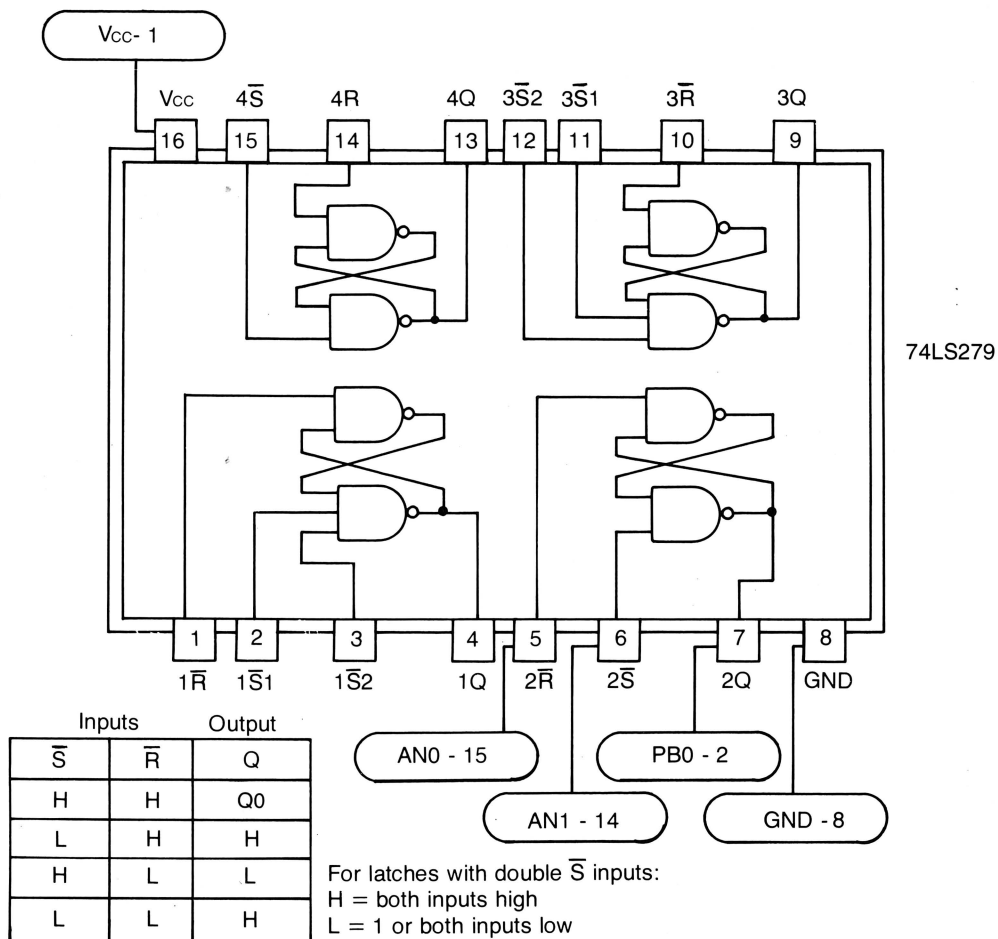 Vcc- 1
Vcc 4S̅ 4R 4Q 3S̅2 3S̅1 3R̅ 3Q
16 15 14 13 12 11 10 9
74LS279
1 2 3 4 5 6 7 8
1R̅ 1S̅1 1S̅2 1Q 2R̅ 2S̅ 2Q GND
AN0 - 15 PB0 - 2
AN1 - 14 GND - 8
Inputs Output
S̅ R̅ Q
H H Q0
L H H
H L L
L L H
For latches with double S̅ inputs:
H = both inputs high
L = 1 or both inputs low